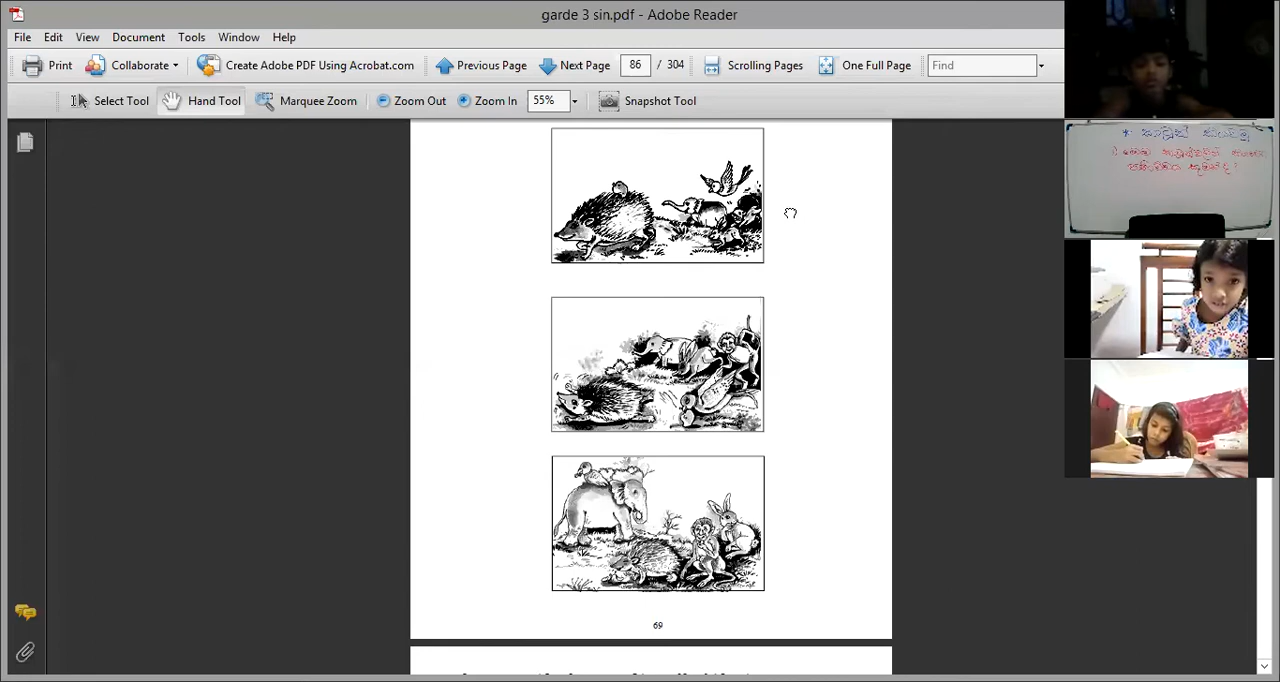 garde 3 sin.pdf - Adobe Reader
File Edit View Document Tools Window Help
Print Collaborate Create Adobe PDF Using Acrobat.com Previous Page Next Page 86 / 304 Scrolling Pages One Full Page Find
Select Tool Hand Tool Marquee Zoom Zoom Out Zoom In 55% Snapshot Tool
69